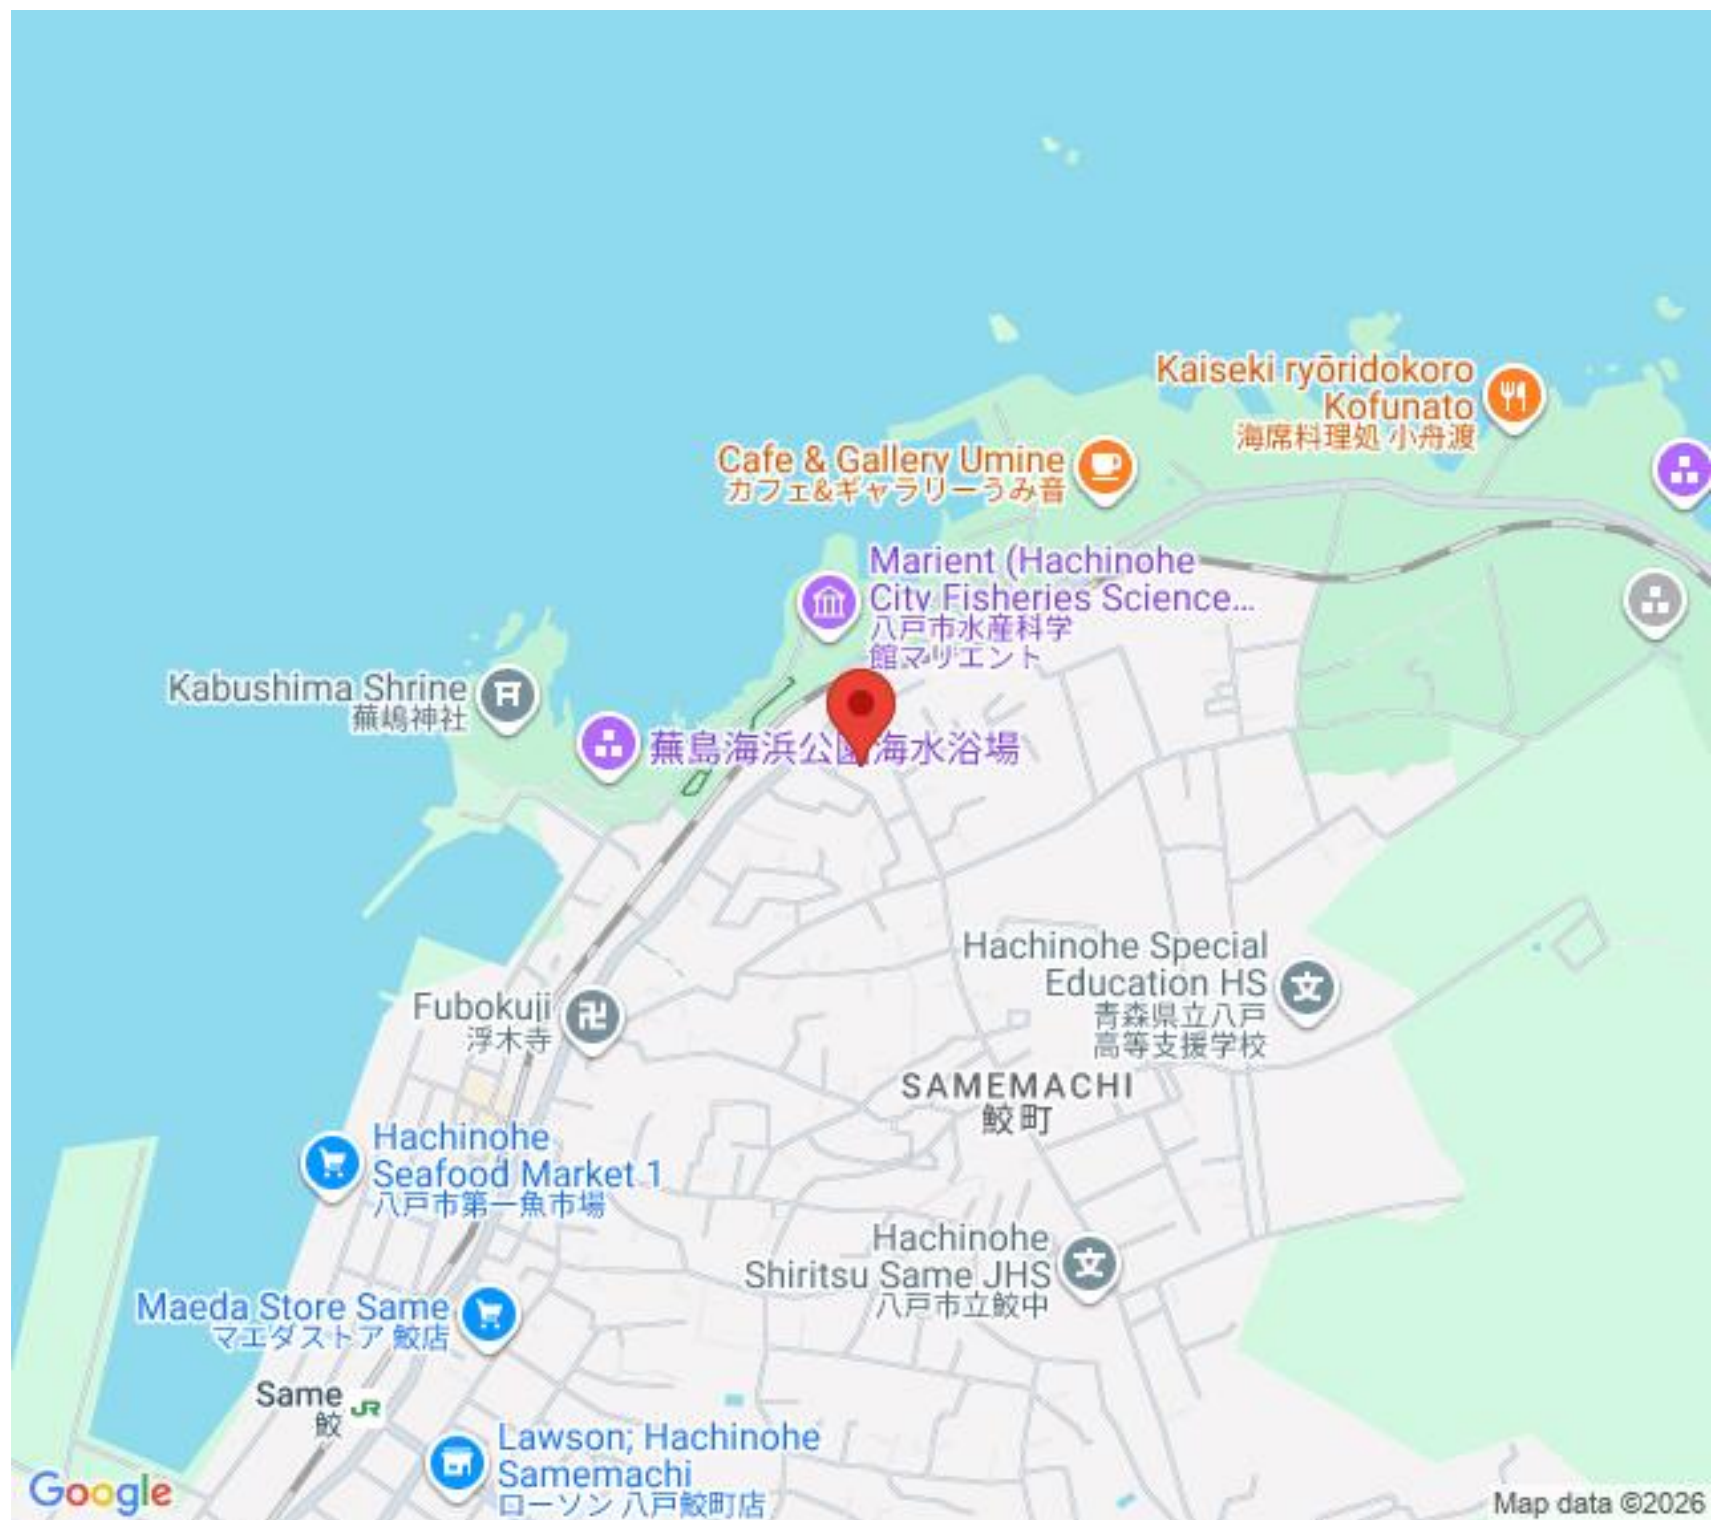 Kaiseki ryōridokoro
Kofunato
海席料理処 小舟渡
Cafe & Gallery Umine
カフェ&ギャラリーうみ音
Marient (Hachinohe
City Fisheries Science...
八戸市水産科学
館マリエント
Kabushima Shrine
蕪嶋神社
蕪島海浜公園海水浴場
Hachinohe Special
Education HS
青森県立八戸
高等支援学校
Fubokuji
浮木寺
SAMEMACHI
鮫町
Hachinohe
Seafood Market 1
八戸市第一魚市場
Hachinohe
Shiritsu Same JHS
八戸市立鮫中
Maeda Store Same
マエダストア 鮫店
Same
鮫
JR
Lawson; Hachinohe
Samemachi
ローソン 八戸鮫町店
Google
Map data ©2026